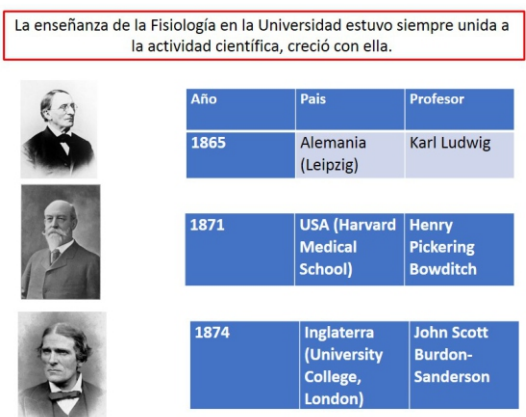 La enseñanza de la Fisiología en la Universidad estuvo siempre unida a
la actividad científica, creció con ella.
Año Pais Profesor
1865 Alemania Karl Ludwig
(Leipzig)
1871 USA (Harvard Henry
Medical Pickering
School) Bowditch
1874 Inglaterra John Scott
(University Burdon-
College, Sanderson
London)